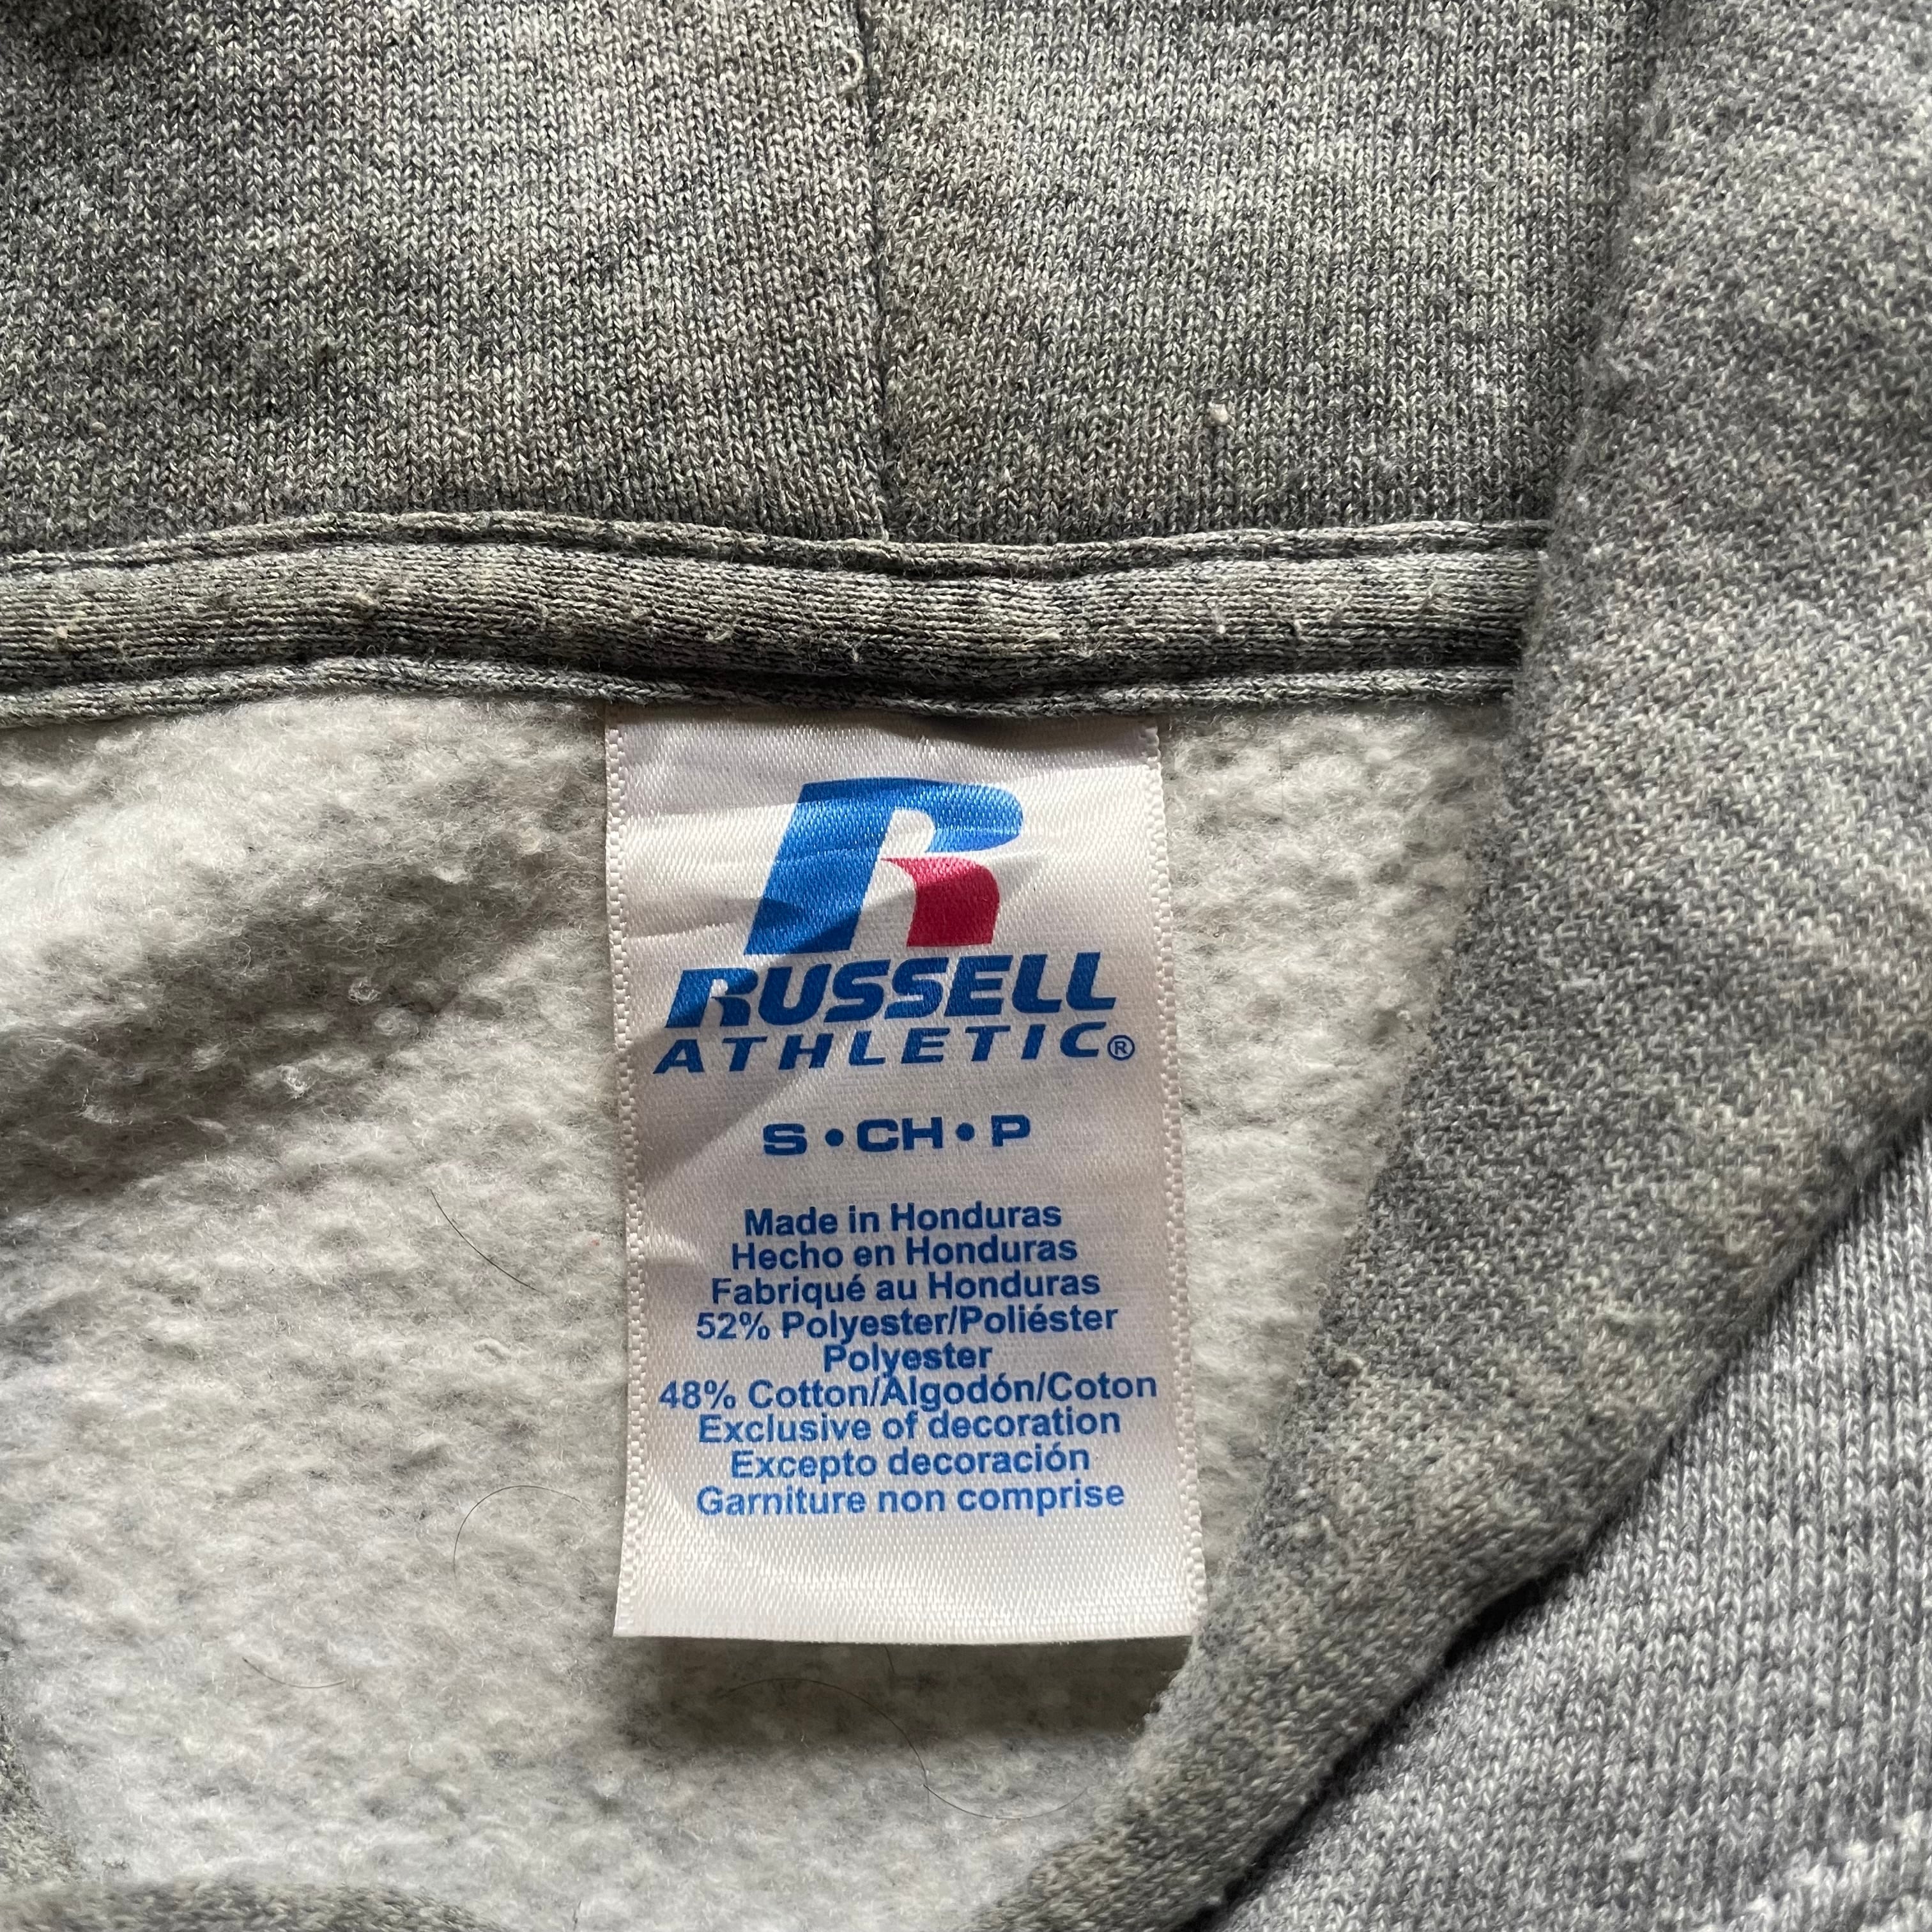 R
RUSSELL
ATHLETIC®
S • CH • P
Made in Honduras
Hecho en Honduras
Fabriqué au Honduras
52% Polyester/Poliéster
Polyester
48% Cotton/Algodón/Coton
Exclusive of decoration
Excepto decoración
Garniture non comprise